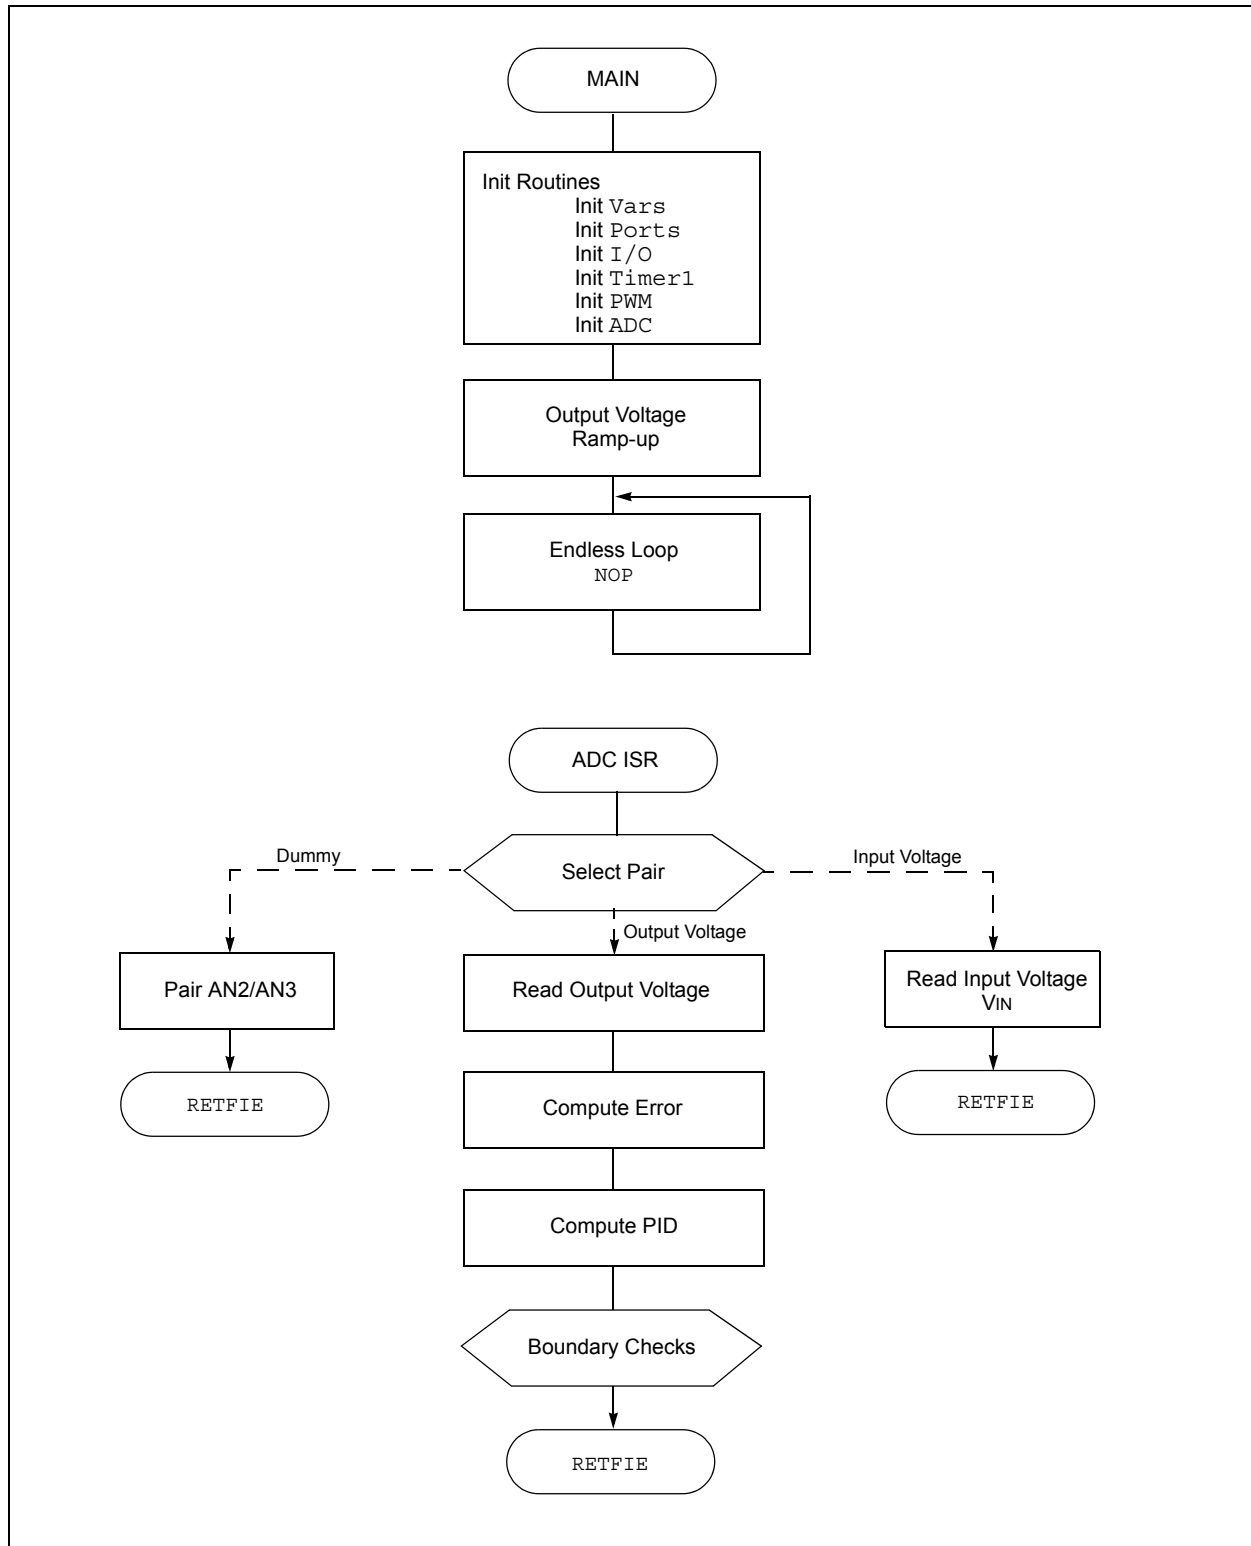 MAIN
Init Routines
Init Vars
Init Ports
Init I/O
Init Timer1
Init PWM
Init ADC
Output Voltage
Ramp-up
Endless Loop
NOP
ADC ISR
Select Pair
Dummy
Input Voltage
Output Voltage
Pair AN2/AN3
Read Output Voltage
Read Input Voltage
VIN
RETFIE
Compute Error
RETFIE
Compute PID
Boundary Checks
RETFIE